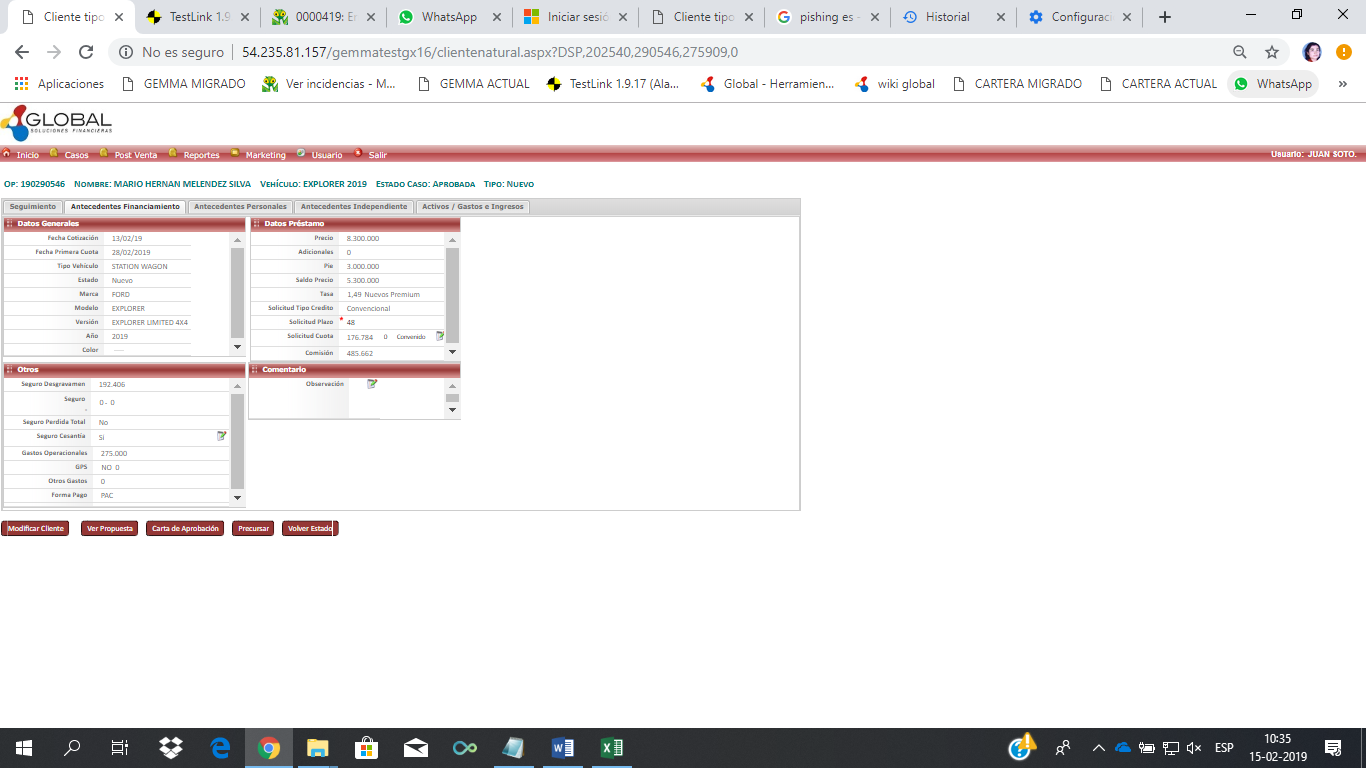 Cliente tipo
TestLink 1.9
0000419: En
WhatsApp
Iniciar sesió
Cliente tipo
pishing es -
Historial
Configurac
No es seguro | 54.235.81.157/gemmatestgx16/clientenatural.aspx?DSP,202540,290546,275909,0
Aplicaciones GEMMA MIGRADO Ver incidencias - M... GEMMA ACTUAL TestLink 1.9.17 (Ala... Global - Herramien... wiki global CARTERA MIGRADO CARTERA ACTUAL WhatsApp »
GLOBAL
SOLUCIONES FINANCIERAS
Inicio Casos Post Venta Reportes Marketing Usuario Salir Usuario: JUAN SOTO.
Op: 190290546 Nombre: MARIO HERNAN MELENDEZ SILVA Vehículo: EXPLORER 2019 Estado Caso: Aprobada Tipo: Nuevo
Seguimiento Antecedentes Financiamiento Antecedentes Personales Antecedentes Independiente Activos / Gastos e Ingresos
Datos Generales
Fecha Cotización 13/02/19
Fecha Primera Cuota 28/02/2019
Tipo Vehículo STATION WAGON
Estado Nuevo
Marca FORD
Modelo EXPLORER
Versión EXPLORER LIMITED 4X4
Año 2019
Color ----
Datos Préstamo
Precio 8.300.000
Adicionales 0
Pie 3.000.000
Saldo Precio 5.300.000
Tasa 1,49 Nuevos Premium
Solicitud Tipo Credito Convencional
Solicitud Plazo * 48
Solicitud Cuota 176.784 0 Convenido
Comisión 485.662
Otros
Seguro Desgravamen 192.406
Seguro 0 - 0
-
Seguro Perdida Total No
Seguro Cesantía Si
Gastos Operacionales 275.000
GPS NO 0
Otros Gastos 0
Forma Pago PAC
Comentario
Observación
Modificar Cliente Ver Propuesta Carta de Aprobación Precursar Volver Estado
ESP
10:35
15-02-2019